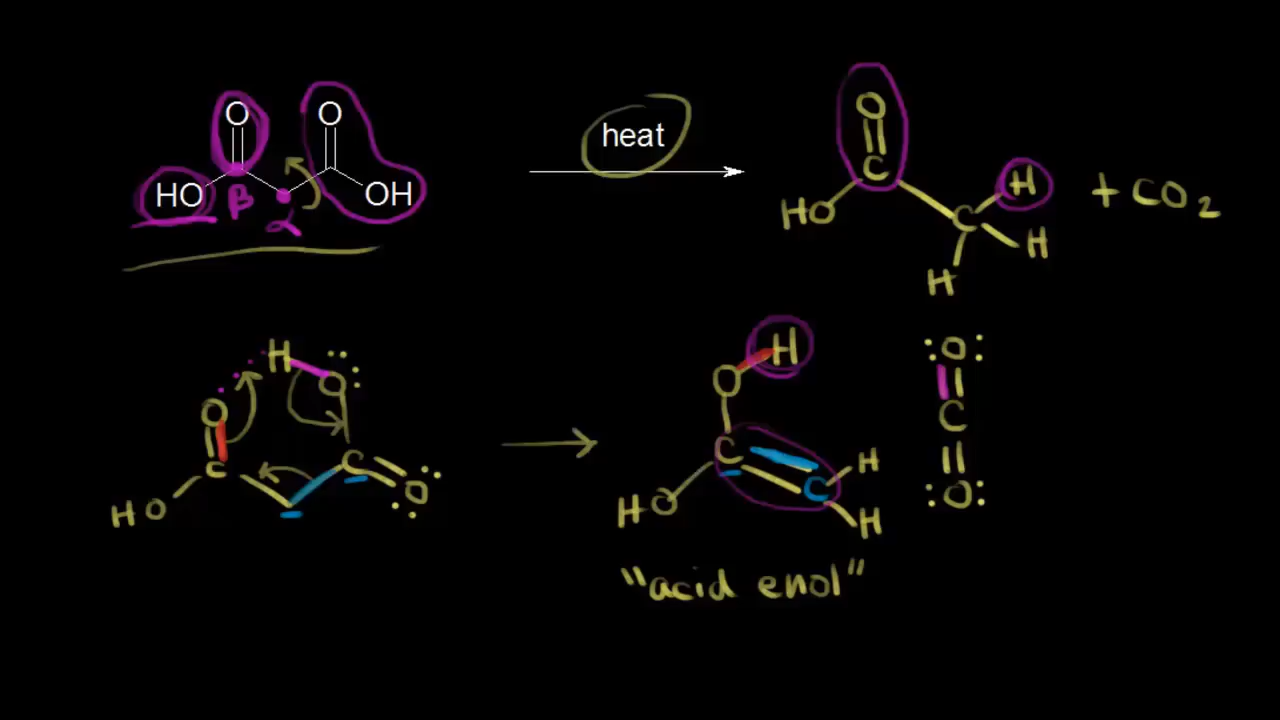 O O
HO β α OH
heat
O
C
HO C H
H H
+ CO2
H O
O
C C O
HO
O H
C C H
HO H
O
C
O
"acid enol"